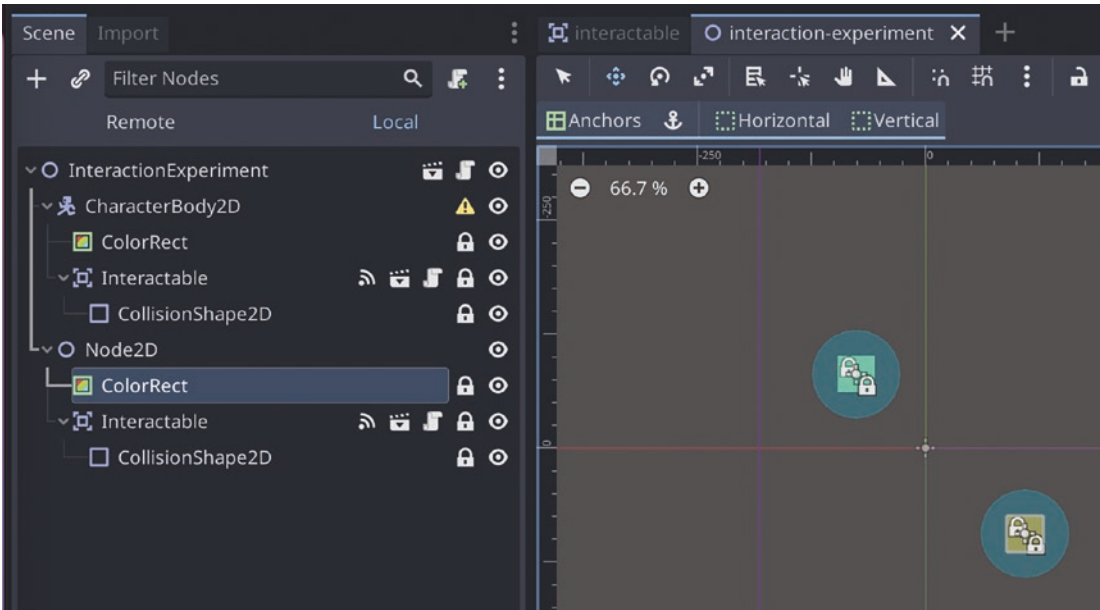 Scene Import
Filter Nodes
Remote Local
InteractionExperiment
CharacterBody2D
ColorRect
Interactable
CollisionShape2D
Node2D
ColorRect
Interactable
CollisionShape2D
interactable interaction-experiment
Anchors Horizontal Vertical
-250 0
66.7 %
-250
0